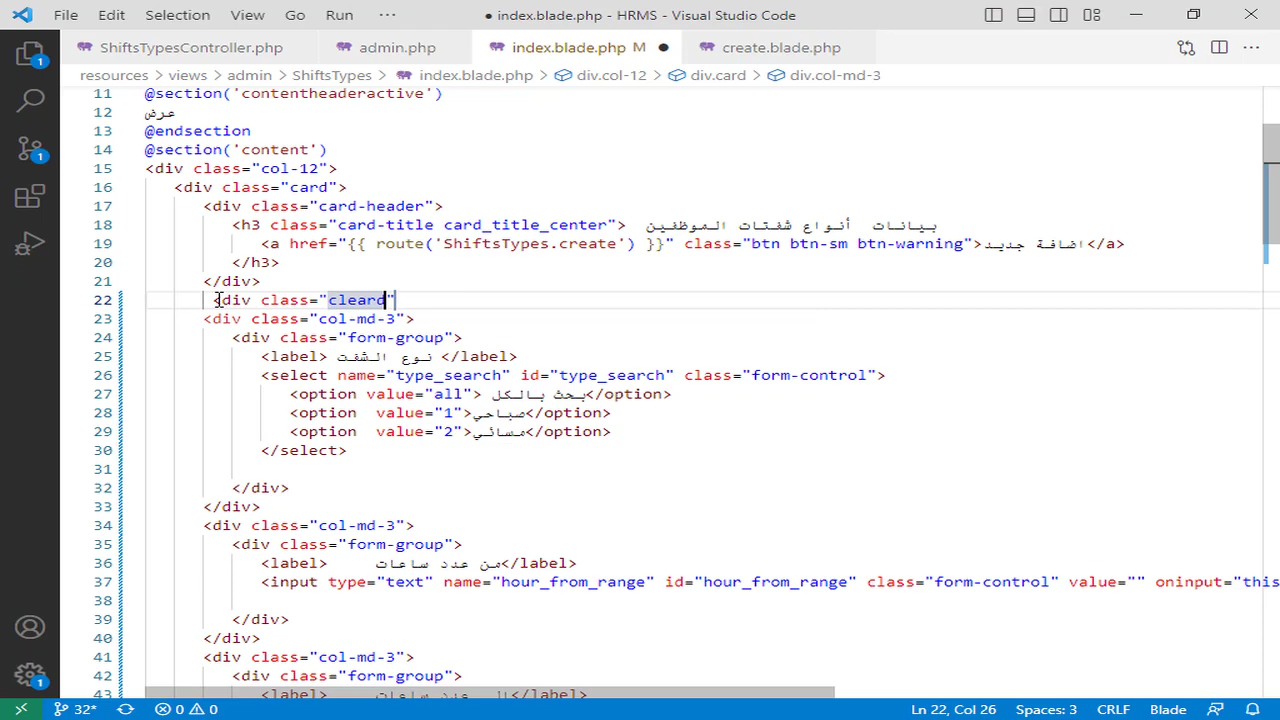 File Edit Selection View Go Run ··· ● index.blade.php - HRMS - Visual Studio Code
ShiftsTypesController.php admin.php index.blade.php M ● create.blade.php
resources > views > admin > ShiftsTypes > index.blade.php > div.col-12 > div.card > div.col-md-3
11 @section('contentheaderactive')
12 عرض
13 @endsection
14 @section('content')
15 <div class="col-12">
16 <div class="card">
17 <div class="card-header">
18 <h3 class="card-title card_title_center"> بيانات أنواع شفتات الموظفين
19 <a href="{{ route('ShiftsTypes.create') }}" class="btn btn-sm btn-warning">اضافة جديد</a>
20 </h3>
21 </div>
22 <div class="cleard"
23 <div class="col-md-3">
24 <div class="form-group">
25 <label> نوع الشفت </label>
26 <select name="type_search" id="type_search" class="form-control">
27 <option value="all"> بحث بالكل</option>
28 <option value="1">صباحي</option>
29 <option value="2">مسائي</option>
30 </select>
31
32 </div>
33 </div>
34 <div class="col-md-3">
35 <div class="form-group">
36 <label> من عدد ساعات</label>
37 <input type="text" name="hour_from_range" id="hour_from_range" class="form-control" value="" oninput="this
38
39 </div>
40 </div>
41 <div class="col-md-3">
42 <div class="form-group">
43 <label> عدد ساعات</label>
32* 0 0 Ln 22, Col 26 Spaces: 3 CRLF Blade